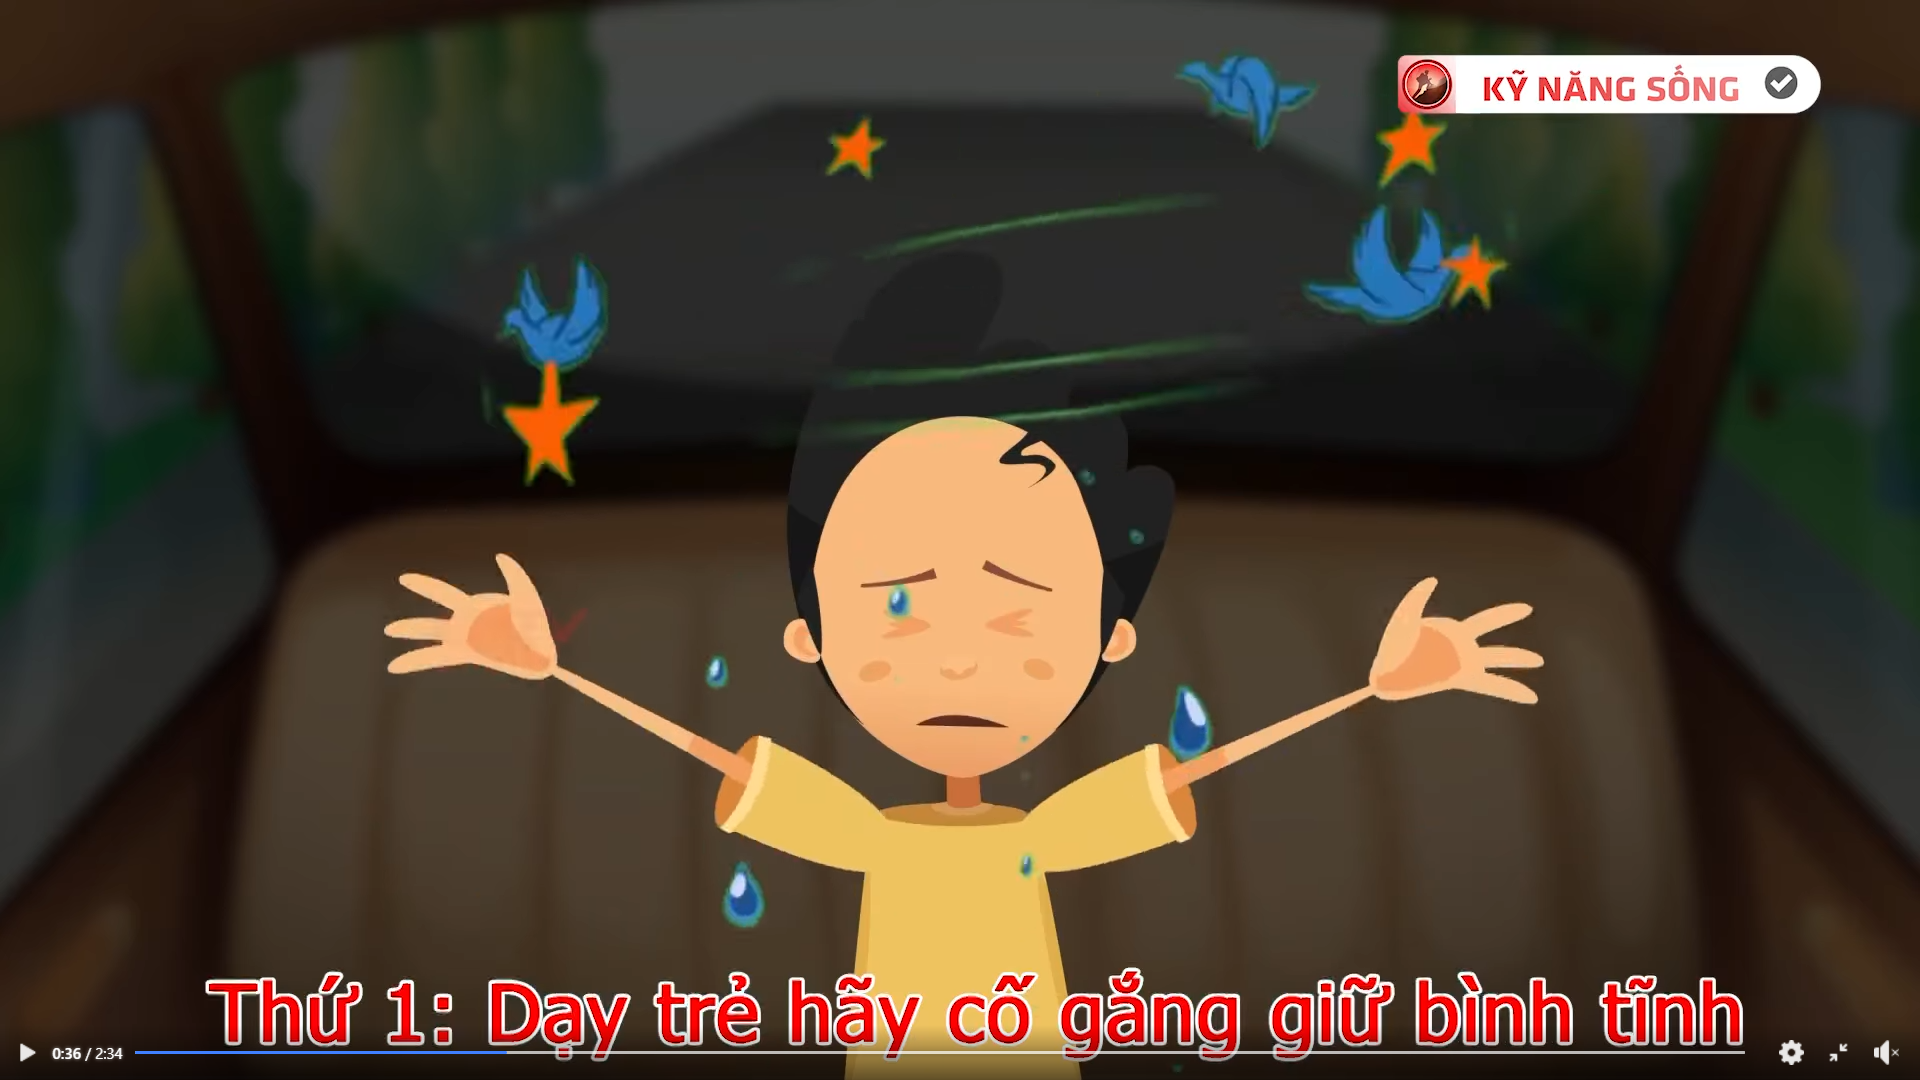 KỸ NĂNG SỐNG
Thứ 1: Dạy trẻ hãy cố gắng giữ bình tĩnh
0:36 / 2:34